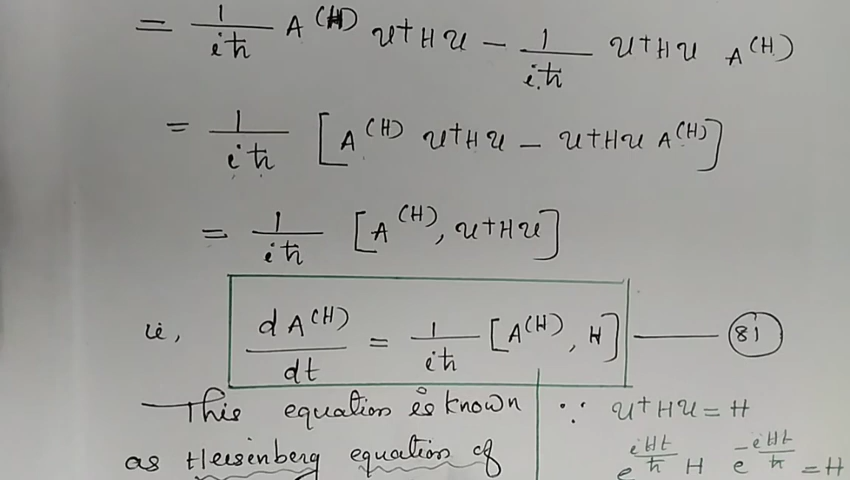 = 1/iħ A^(H) U†HU − 1/iħ U†HU A^(H)
= 1/iħ [A^(H) U†HU − U†HU A^(H)]
= 1/iħ [A^(H), U†HU]
ie, dA^(H)/dt = 1/iħ [A^(H), H] —— (81)
This equation is known ∵ U†HU = H
as Heisenberg equation of e^(iHt/ħ) H e^(-iHt/ħ) = H